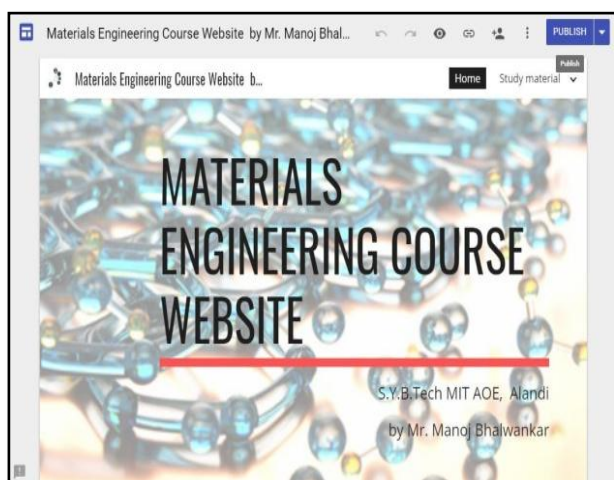 Materials Engineering Course Website by Mr. Manoj Bhal...
PUBLISH
Publish
Materials Engineering Course Website b...
Home
Study material
MATERIALS
ENGINEERING COURSE
WEBSITE
S.Y.B.Tech MIT AOE, Alandi
by Mr. Manoj Bhalwankar